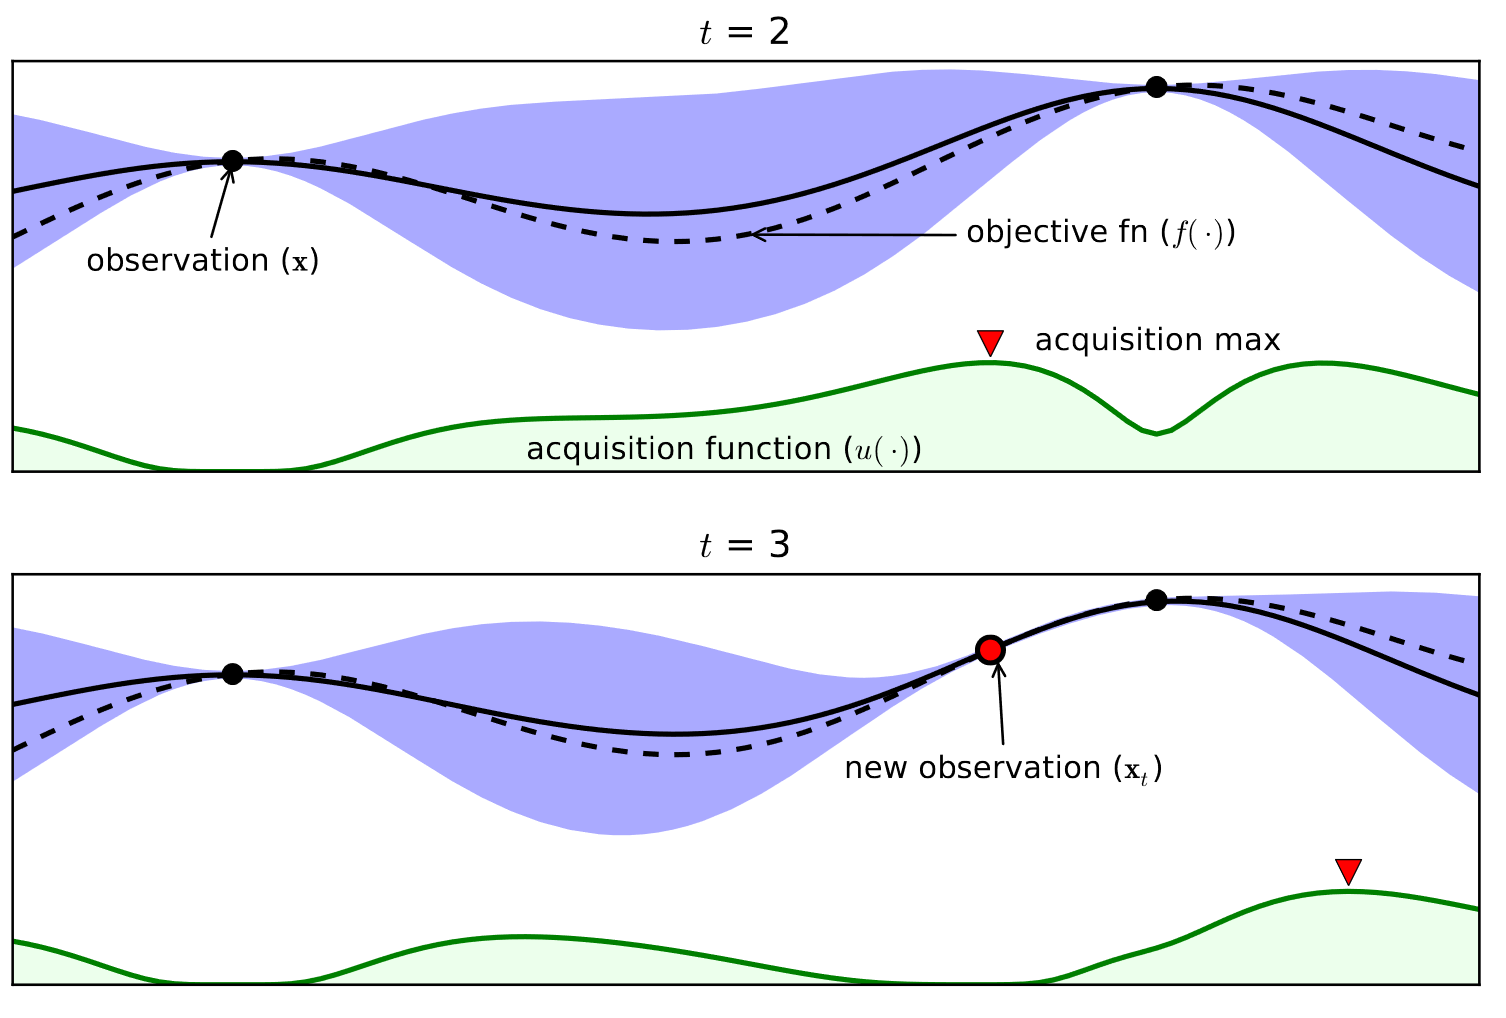 t = 2
observation (x)
objective fn (f(·))
acquisition max
acquisition function (u(·))
t = 3
new observation (xₜ)